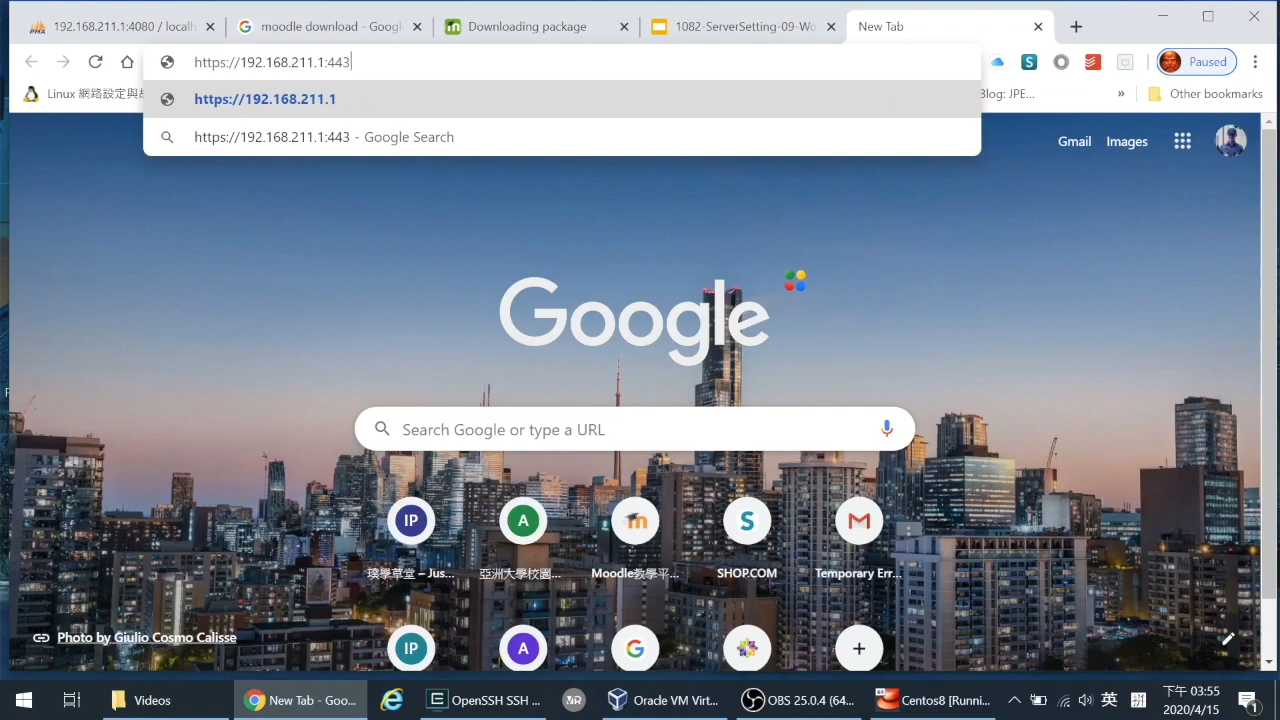 192.168.211.1:4080 / localh
moodle download - Googl
Downloading package
1082-ServerSetting-09-Wo
New Tab
https://192.168.211.1:443
Paused
Linux 網路設定與
Blog: JPE...
»
Other bookmarks
https://192.168.211.1
https://192.168.211.1:443 - Google Search
Gmail
Images
Google
Search Google or type a URL
IP
A
S
璞學草堂 – Jus...
亞洲大學校園...
Moodle教學平...
SHOP.COM
Temporary Err...
Photo by Giulio Cosmo Calisse
IP
A
Videos
New Tab - Goo...
OpenSSH SSH ...
Oracle VM Virt...
OBS 25.0.4 (64...
Centos8 [Runni...
英
下午 03:55
2020/4/15
1